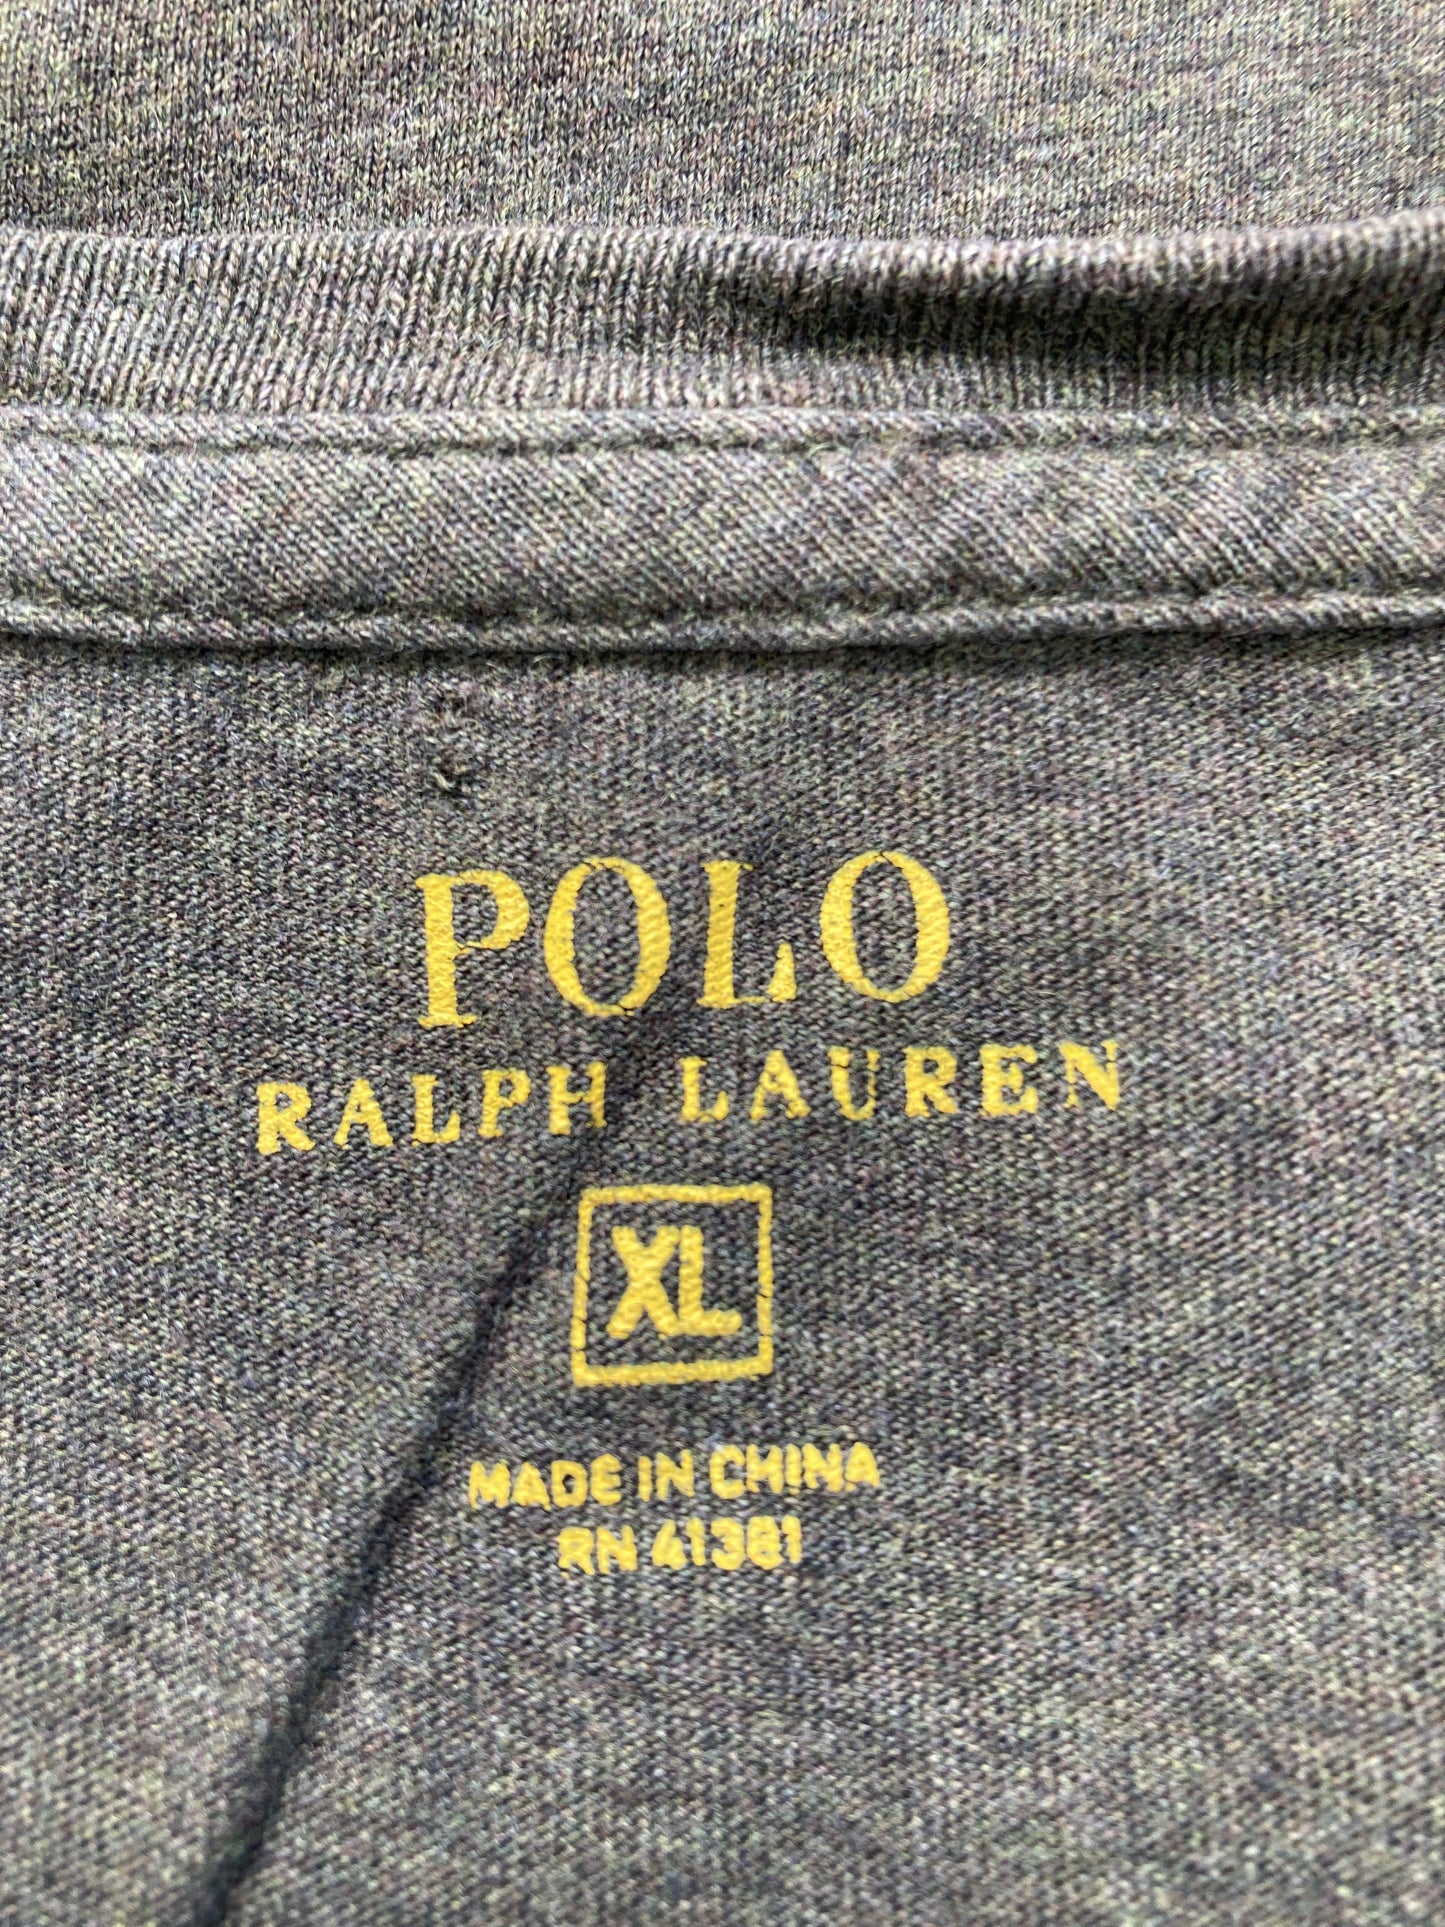 POLO
RALPH LAUREN
XL
MADE IN CHINA
RN 41381